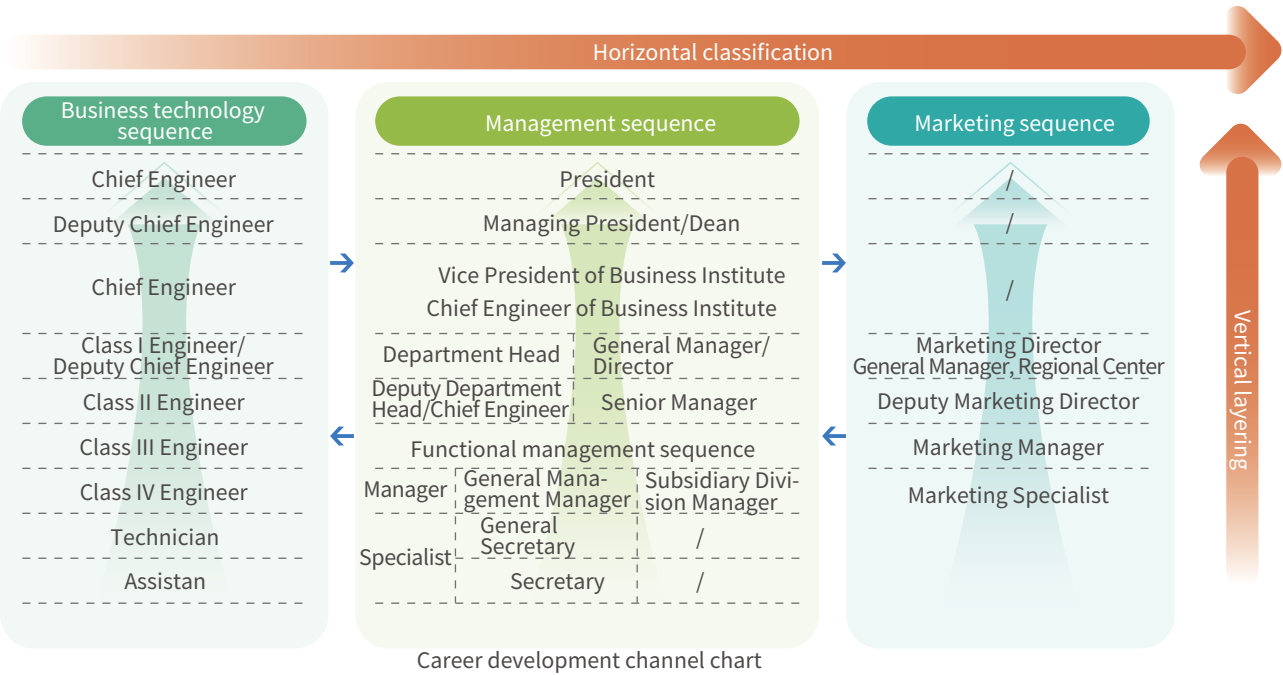 Horizontal classification
Business technology
sequence
Chief Engineer
Deputy Chief Engineer
Chief Engineer
Class I Engineer/
Deputy Chief Engineer
Class II Engineer
Class III Engineer
Class IV Engineer
Technician
Assistan
Management sequence
President
Managing President/Dean
Vice President of Business Institute
Chief Engineer of Business Institute
Department Head
General Manager/
Director
Deputy Department
Head/Chief Engineer
Senior Manager
Functional management sequence
Manager
General Mana-
gement Manager
Subsidiary Divi-
sion Manager
Specialist
General
Secretary
/
Secretary
/
Marketing sequence
/
/
/
Marketing Director
General Manager, Regional Center
Deputy Marketing Director
Marketing Manager
Marketing Specialist
Vertical layering
Career development channel chart